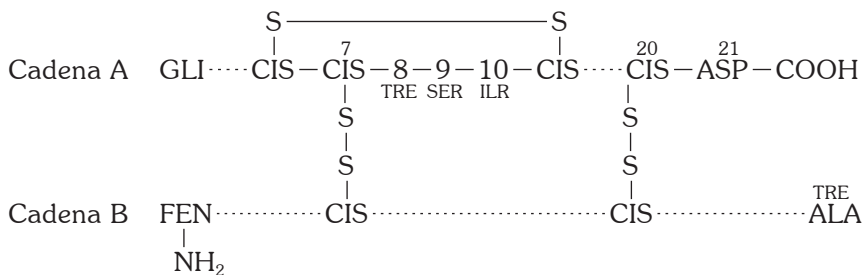 S S
7 20 21
Cadena A GLI CIS CIS 8 9 10 CIS CIS ASP COOH
TRE SER ILR
S S
S S
TRE
Cadena B FEN CIS CIS ALA
NH₂